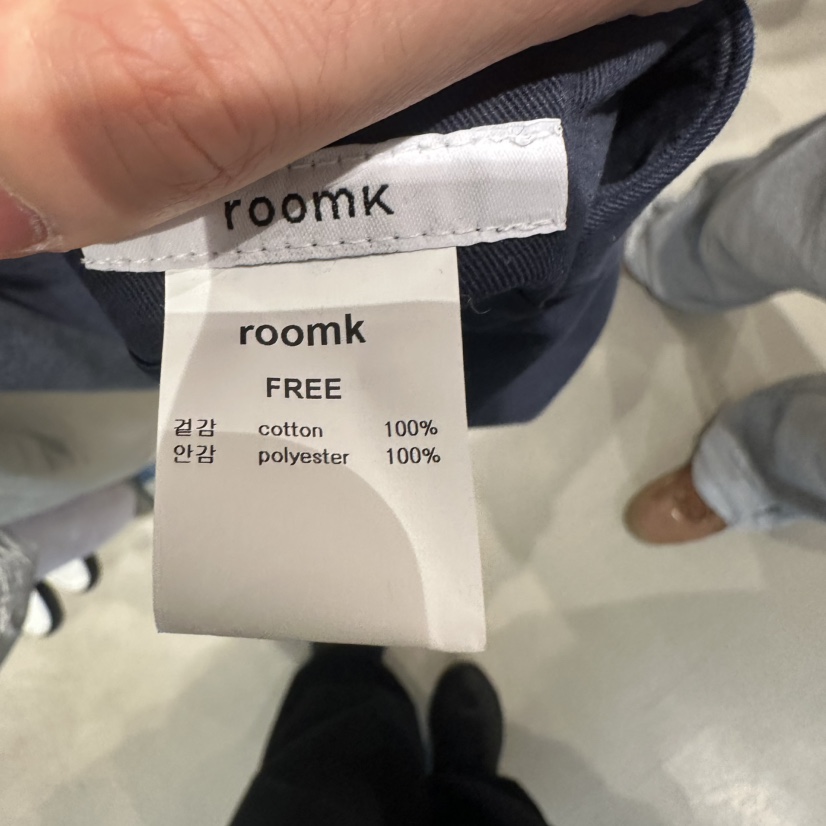 roomk
roomk
FREE
겉감 cotton 100%
안감 polyester 100%